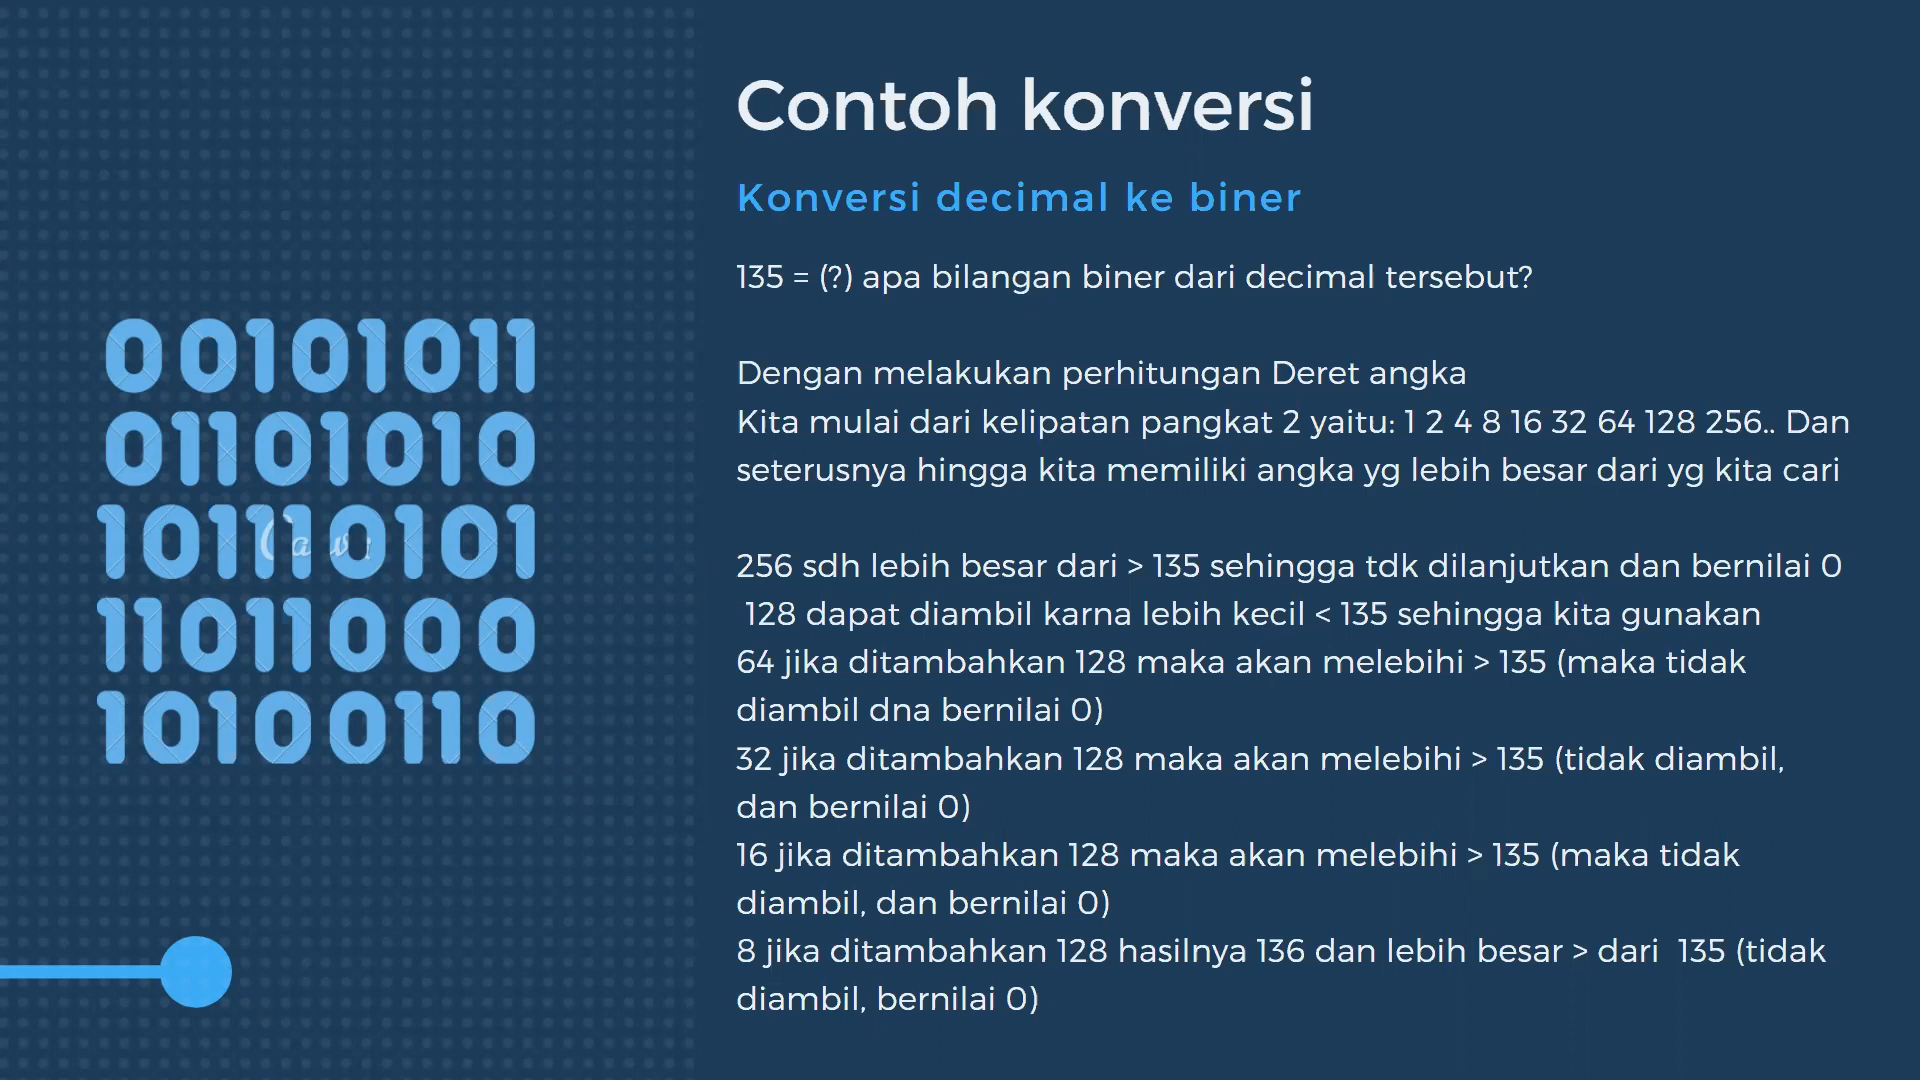 Contoh konversi
Konversi decimal ke biner
135 = (?) apa bilangan biner dari decimal tersebut?
Dengan melakukan perhitungan Deret angka
Kita mulai dari kelipatan pangkat 2 yaitu: 1 2 4 8 16 32 64 128 256.. Dan
seterusnya hingga kita memiliki angka yg lebih besar dari yg kita cari
256 sdh lebih besar dari > 135 sehingga tdk dilanjutkan dan bernilai 0
128 dapat diambil karna lebih kecil < 135 sehingga kita gunakan
64 jika ditambahkan 128 maka akan melebihi > 135 (maka tidak
diambil dna bernilai 0)
32 jika ditambahkan 128 maka akan melebihi > 135 (tidak diambil,
dan bernilai 0)
16 jika ditambahkan 128 maka akan melebihi > 135 (maka tidak
diambil, dan bernilai 0)
8 jika ditambahkan 128 hasilnya 136 dan lebih besar > dari  135 (tidak
diambil, bernilai 0)
00101011
01101010
101110101
11011000
10100110
Canva